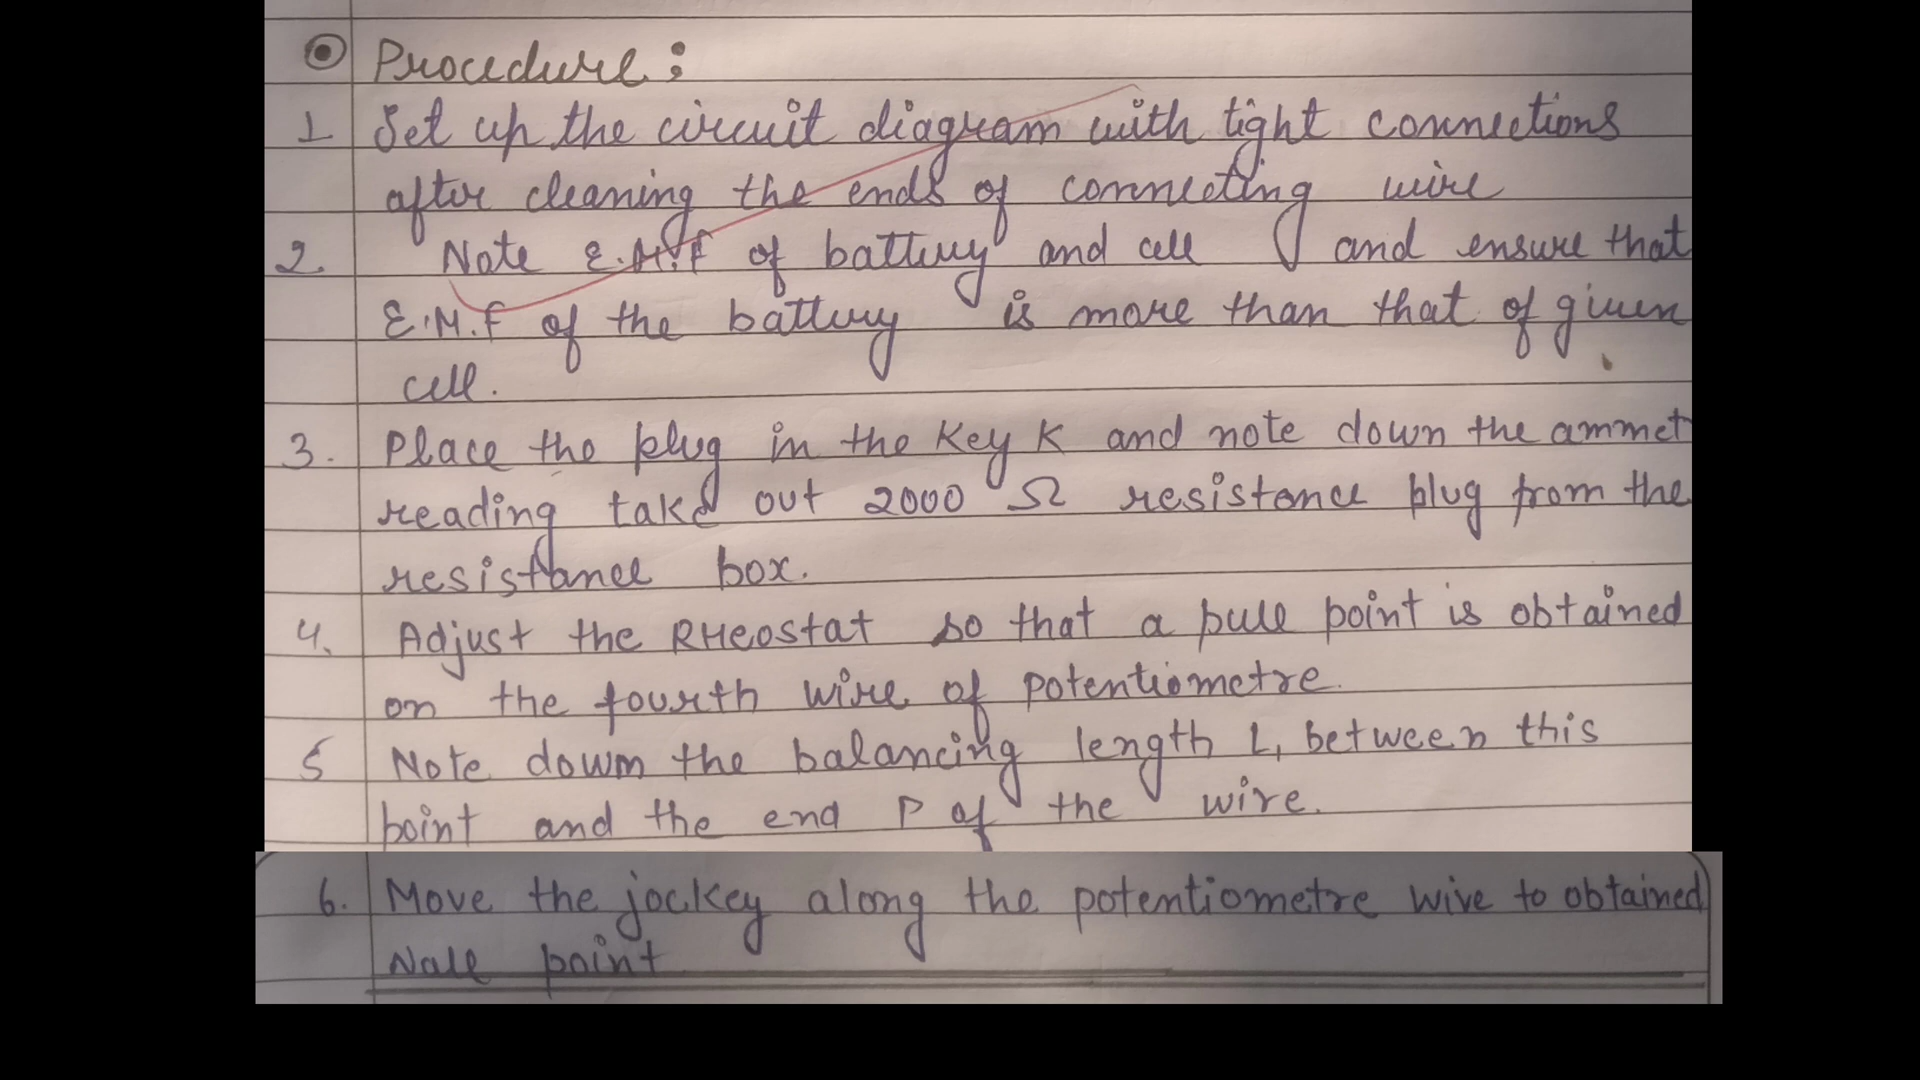 Procedure :
1 Set up the circuit diagram with tight connections
after cleaning the ends of connecting wire
2. Note E.M.F of battery and cell and ensure that
E.M.F of the battery is more than that of given
cell.
3. Place the plug in the Key K and note down the ammet
reading take out 2000 Ω resistance plug from the
resistance box.
4. Adjust the RHeostat so that a pull point is obtained
on the fourth wire of potentiometre.
5 Note down the balancing length L, between this
point and the end P of the wire.
6. Move the jockey along the potentiometre wire to obtained
Nall point